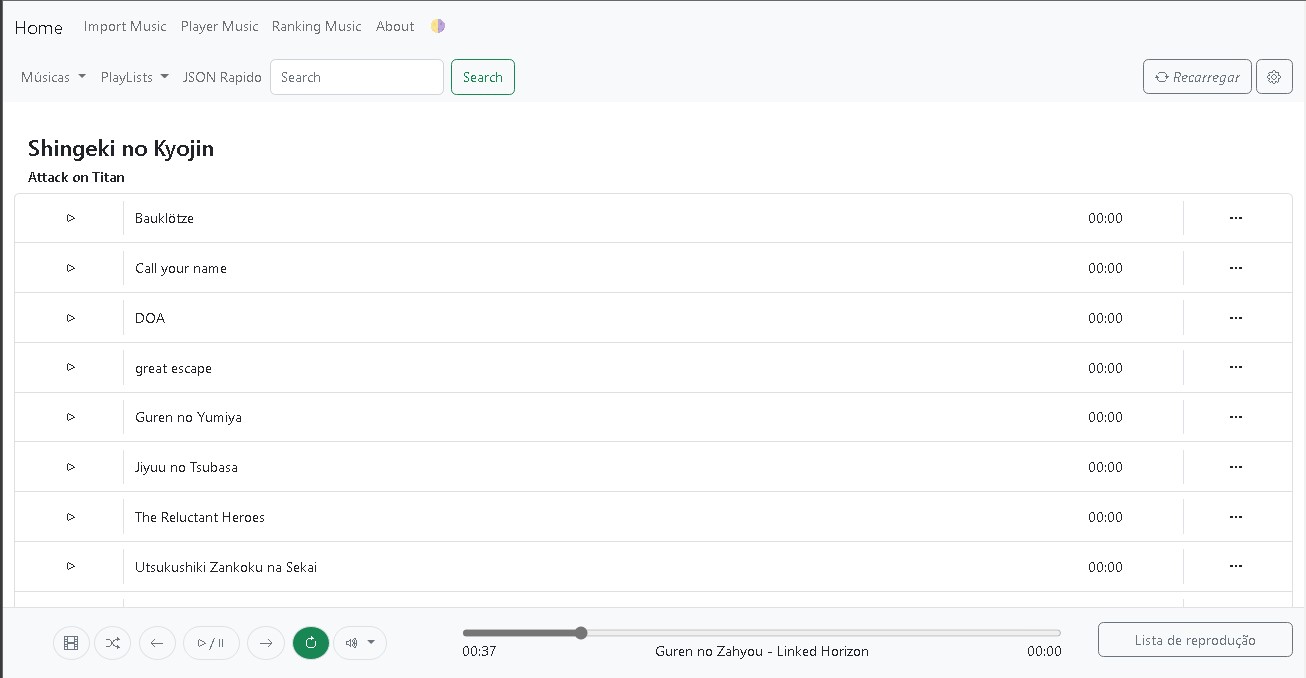 Home Import Music Player Music Ranking Music About
Músicas PlayLists JSON Rapido Search Search Recarregar
Shingeki no Kyojin
Attack on Titan
Bauklötze 00:00
Call your name 00:00
DOA 00:00
great escape 00:00
Guren no Yumiya 00:00
Jiyuu no Tsubasa 00:00
The Reluctant Heroes 00:00
Utsukushiki Zankoku na Sekai 00:00
Lista de reprodução
00:37 Guren no Zahyou - Linked Horizon 00:00